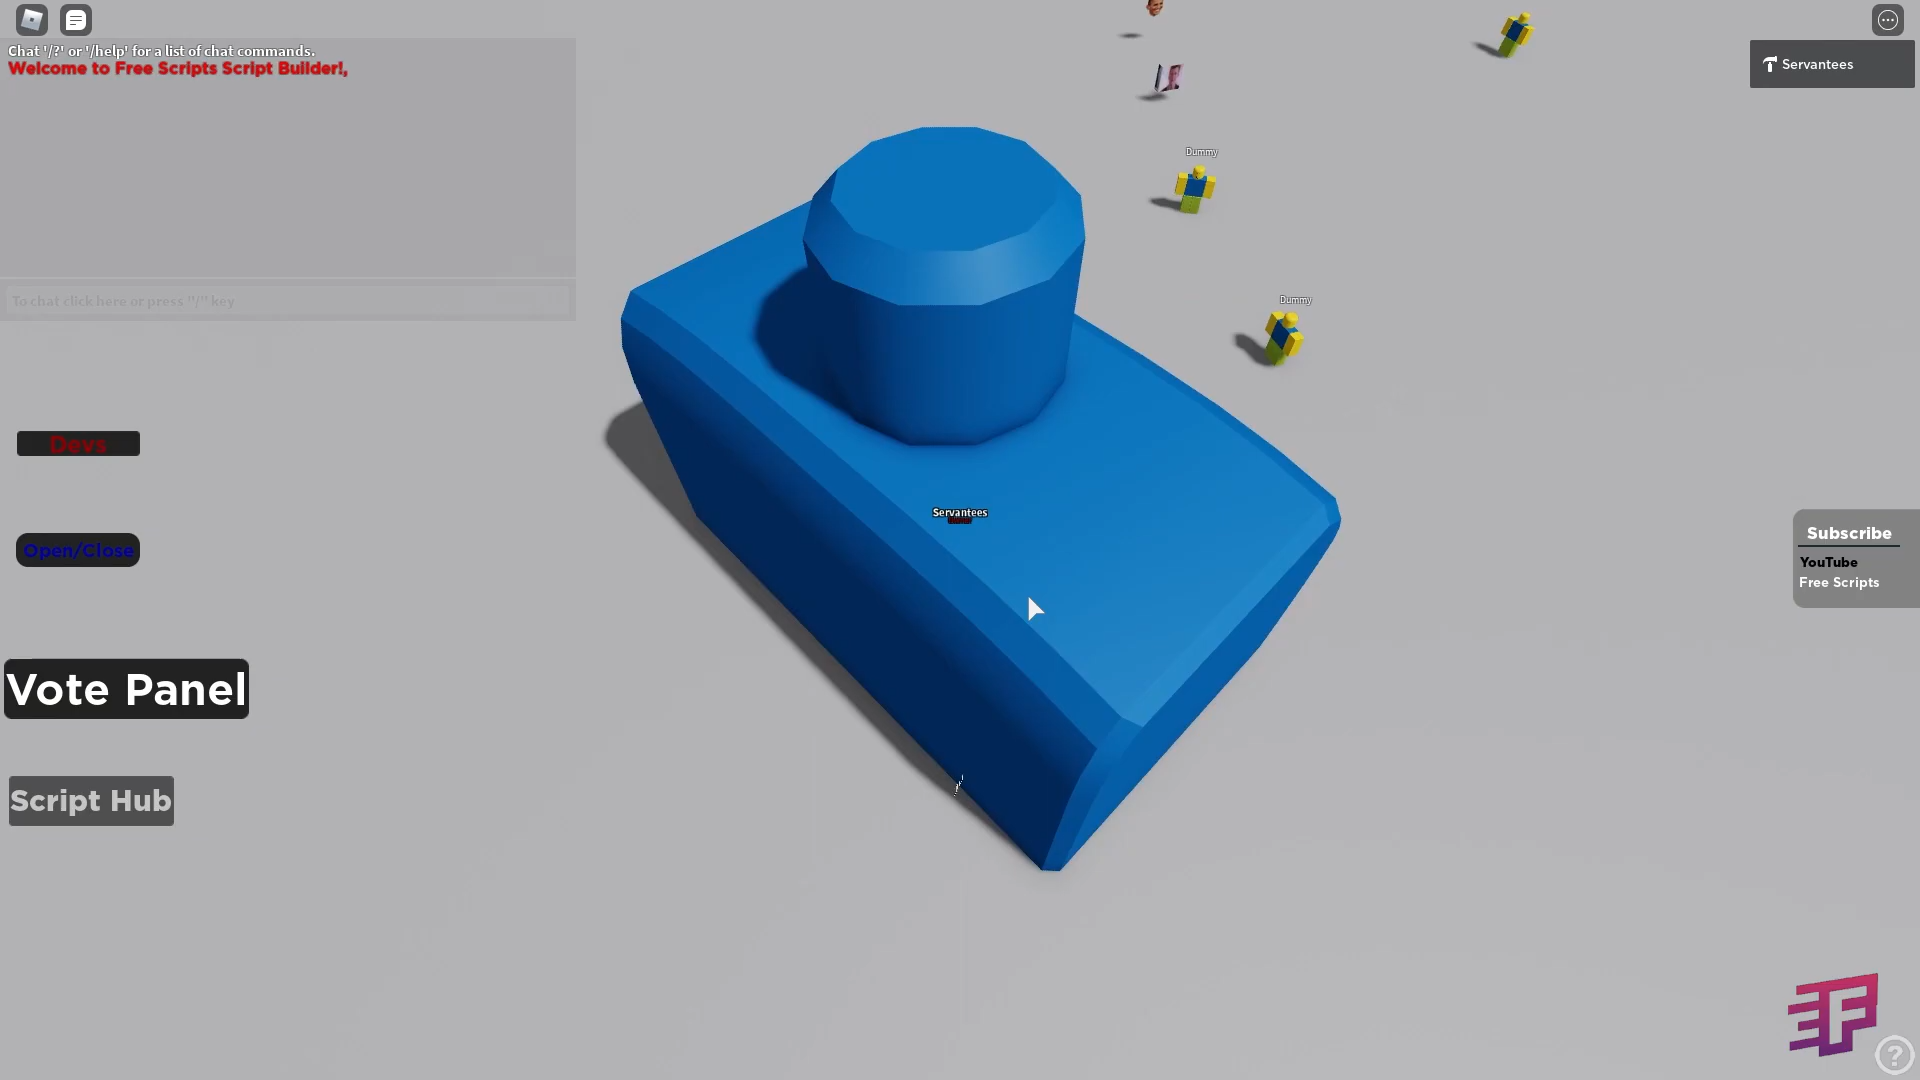 Chat '/?' or '/help' for a list of chat commands.
Welcome to Free Scripts Script Builder!,
Servantees
Dummy
Dummy
To chat click here or press "/" key
Devs
Servantees
Open/Close
Subscribe
YouTube
Free Scripts
Vote Panel
Script Hub
?